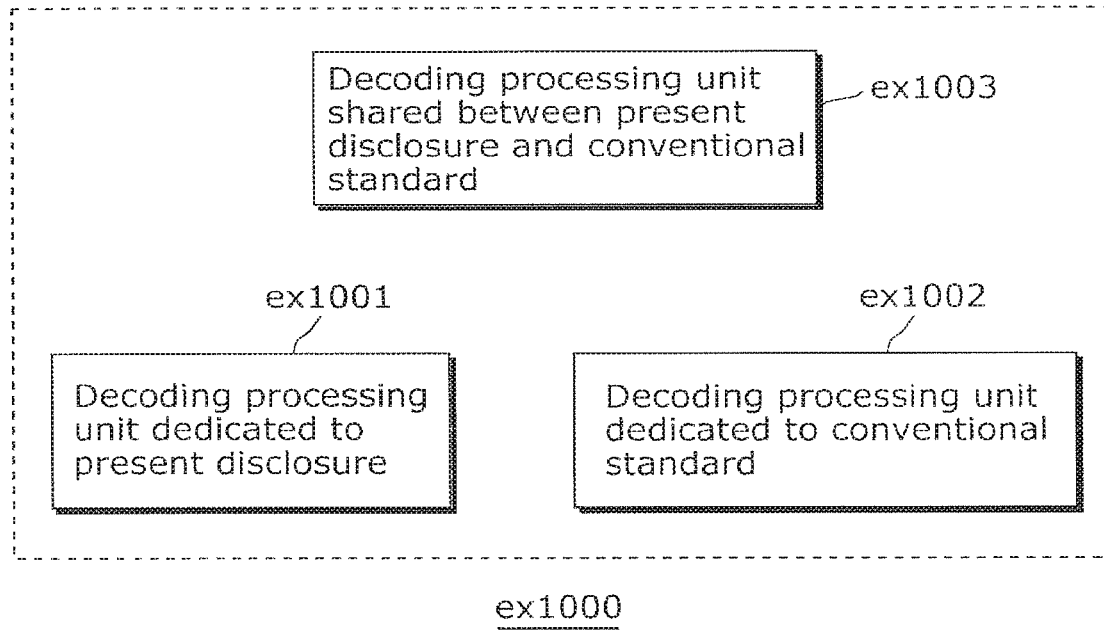 Decoding processing unit
shared between present
disclosure and conventional
standard
ex1003
ex1001
ex1002
Decoding processing
unit dedicated to
present disclosure
Decoding processing unit
dedicated to conventional
standard
ex1000